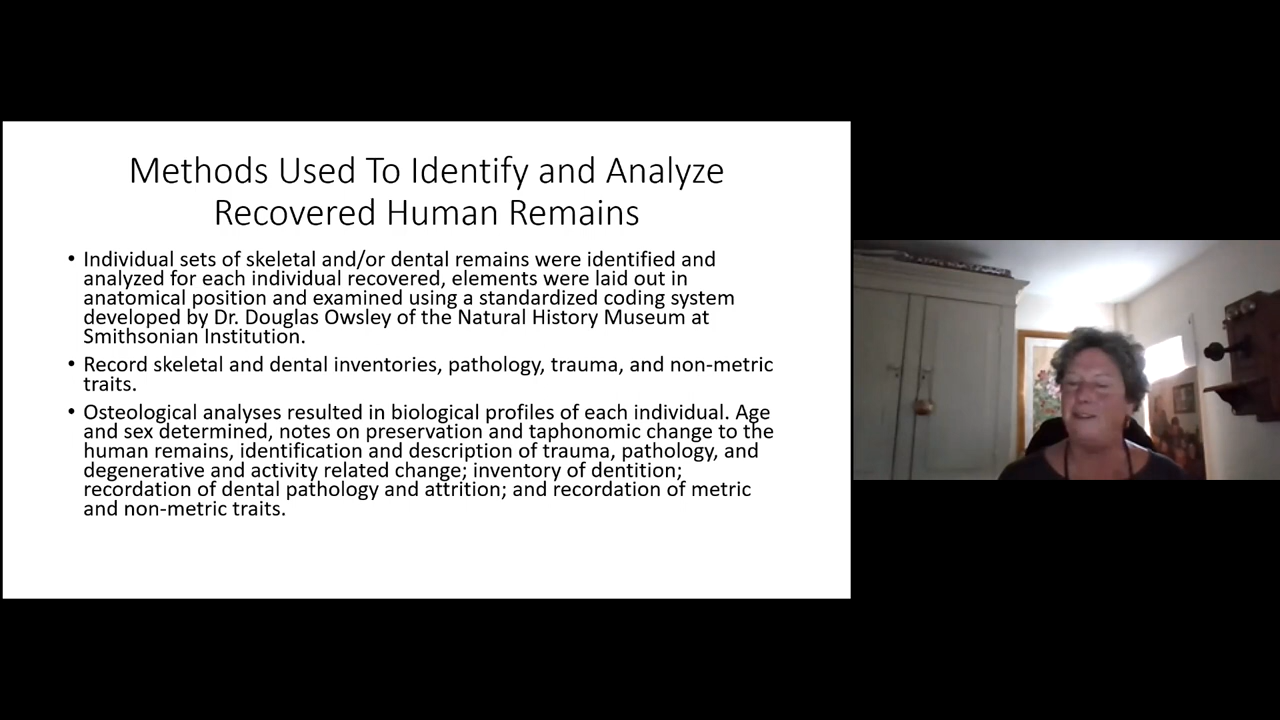 Methods Used To Identify and Analyze
Recovered Human Remains
• Individual sets of skeletal and/or dental remains were identified and
analyzed for each individual recovered, elements were laid out in
anatomical position and examined using a standardized coding system
developed by Dr. Douglas Owsley of the Natural History Museum at
Smithsonian Institution.
• Record skeletal and dental inventories, pathology, trauma, and non-metric
traits.
• Osteological analyses resulted in biological profiles of each individual. Age
and sex determined, notes on preservation and taphonomic change to the
human remains, identification and description of trauma, pathology, and
degenerative and activity related change; inventory of dentition;
recordation of dental pathology and attrition; and recordation of metric
and non-metric traits.